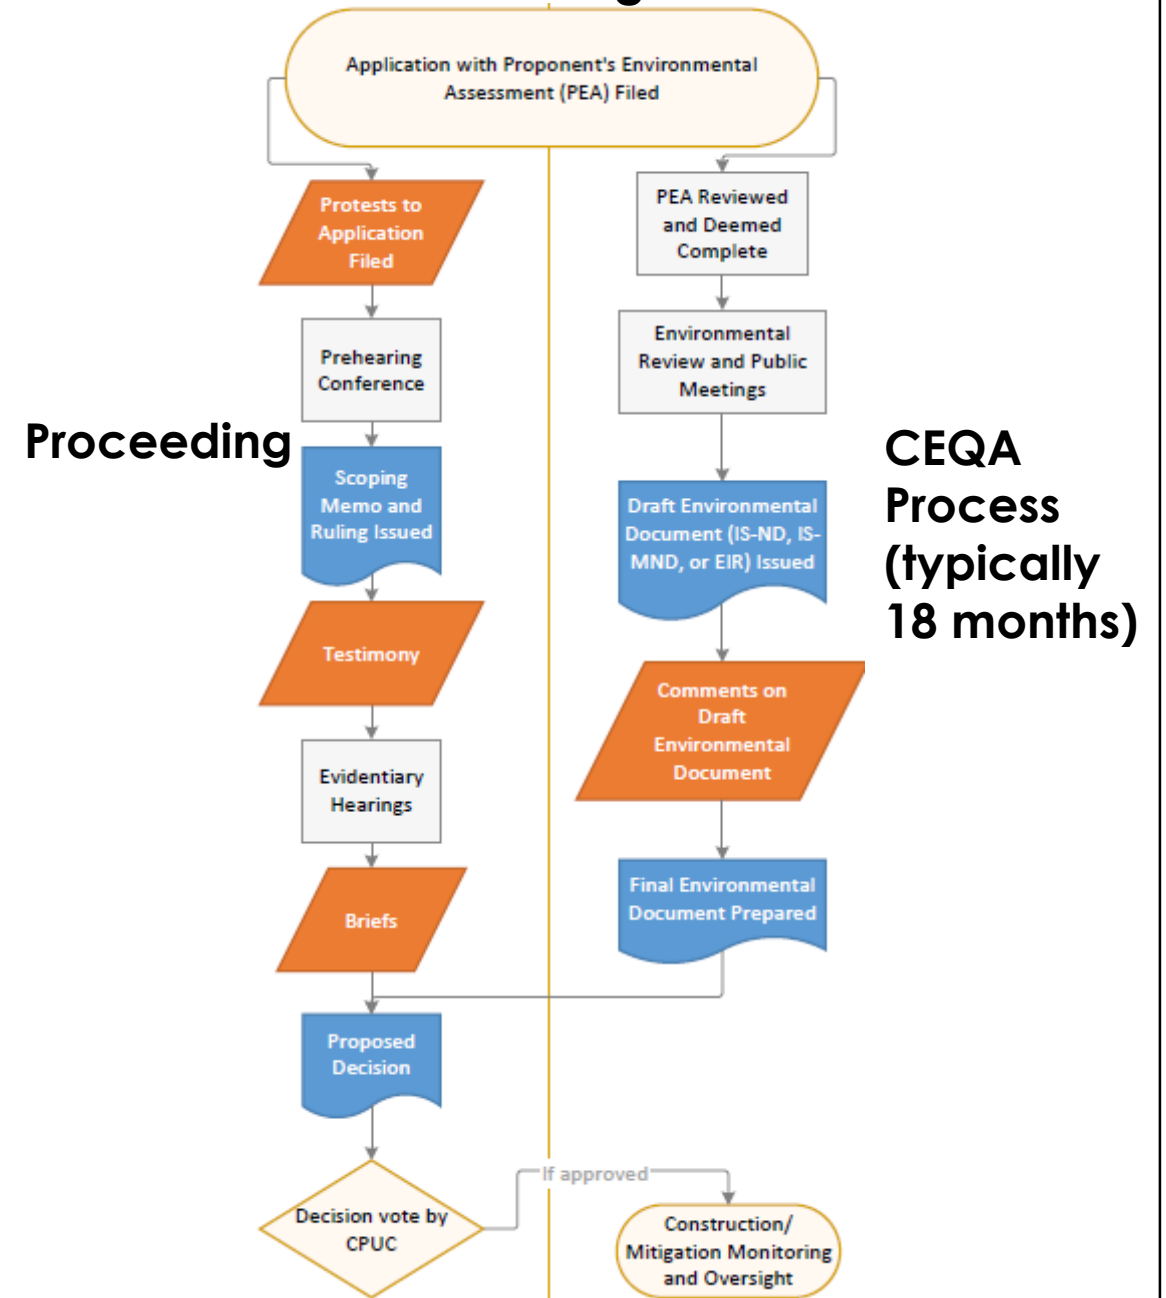 Application with Proponent's Environmental
Assessment (PEA) Filed
Protests to
Application
Filed
Prehearing
Conference
Proceeding
Scoping
Memo and
Ruling Issued
Testimony
Evidentiary
Hearings
Briefs
Proposed
Decision
Decision vote by
CPUC
PEA Reviewed
and Deemed
Complete
Environmental
Review and Public
Meetings
Draft Environmental
Document (IS-ND, IS-
MND, or EIR) Issued
CEQA
Process
(typically
18 months)
Comments on
Draft
Environmental
Document
Final Environmental
Document Prepared
If approved
Construction/
Mitigation Monitoring
and Oversight